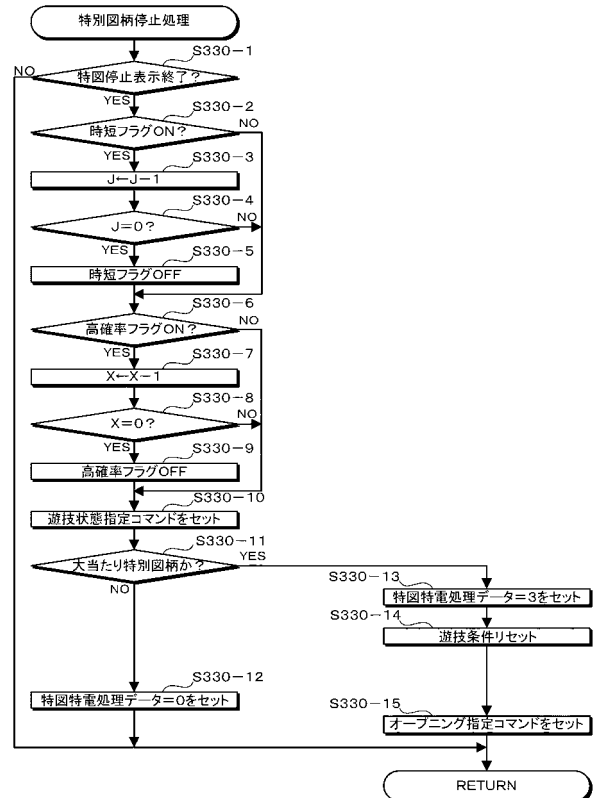 特別図柄停止処理
S330-1
NO
特図停止表示終了？
YES
S330-2
NO
時短フラグON？
YES
S330-3
J←J-1
S330-4
NO
J=0？
YES
S330-5
時短フラグOFF
S330-6
NO
高確率フラグON？
YES
S330-7
X←X-1
S330-8
NO
X=0？
YES
S330-9
高確率フラグOFF
S330-10
遊技状態指定コマンドをセット
S330-11
YES
大当たり特別図柄か？
NO
S330-13
特図特電処理データ=3をセット
S330-14
遊技条件リセット
S330-12
特図特電処理データ=0をセット
S330-15
オープニング指定コマンドをセット
RETURN